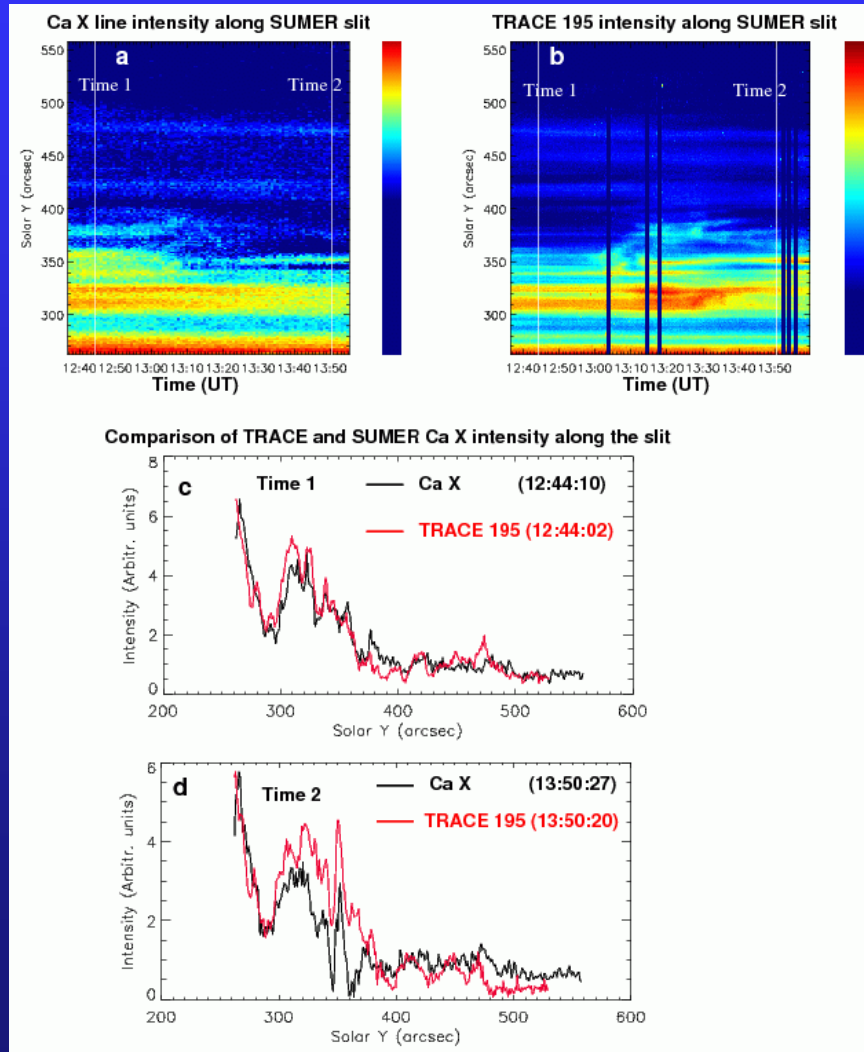 Ca X line intensity along SUMER slit
TRACE 195 intensity along SUMER slit
a
Time 1
Time 2
550
500
450
400
350
300
Solar Y (arcsec)
12:40 12:50 13:00 13:10 13:20 13:30 13:40 13:50
Time (UT)
b
Time 1
Time 2
550
500
450
400
350
300
Solar Y (arcsec)
12:40 12:50 13:00 13:10 13:20 13:30 13:40 13:50
Time (UT)
Comparison of TRACE and SUMER Ca X intensity along the slit
c
Time 1
Ca X (12:44:10)
TRACE 195 (12:44:02)
8
6
4
2
0
Intensity (Arbitr. units)
200 300 400 500 600
Solar Y (arcsec)
d
Time 2
Ca X (13:50:27)
TRACE 195 (13:50:20)
6
4
2
0
Intensity (Arbitr. units)
200 300 400 500 600
Solar Y (arcsec)